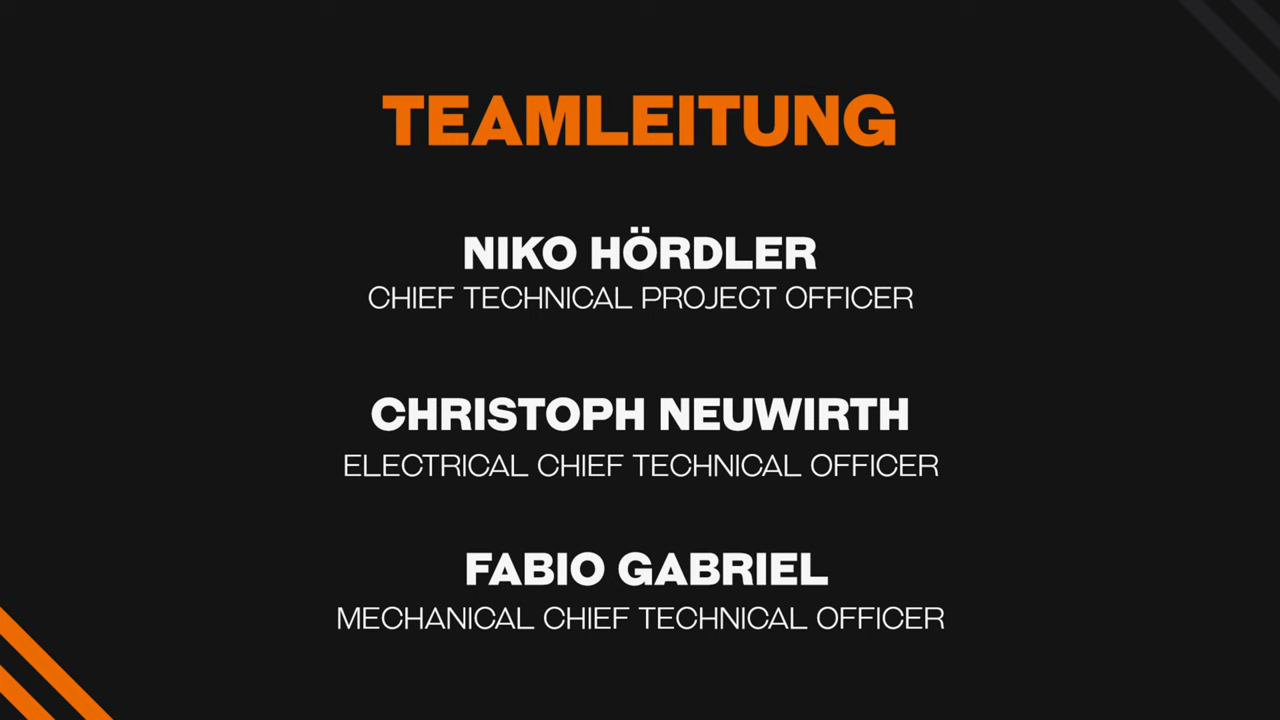 TEAMLEITUNG
NIKO HÖRDLER
CHIEF TECHNICAL PROJECT OFFICER
CHRISTOPH NEUWIRTH
ELECTRICAL CHIEF TECHNICAL OFFICER
FABIO GABRIEL
MECHANICAL CHIEF TECHNICAL OFFICER